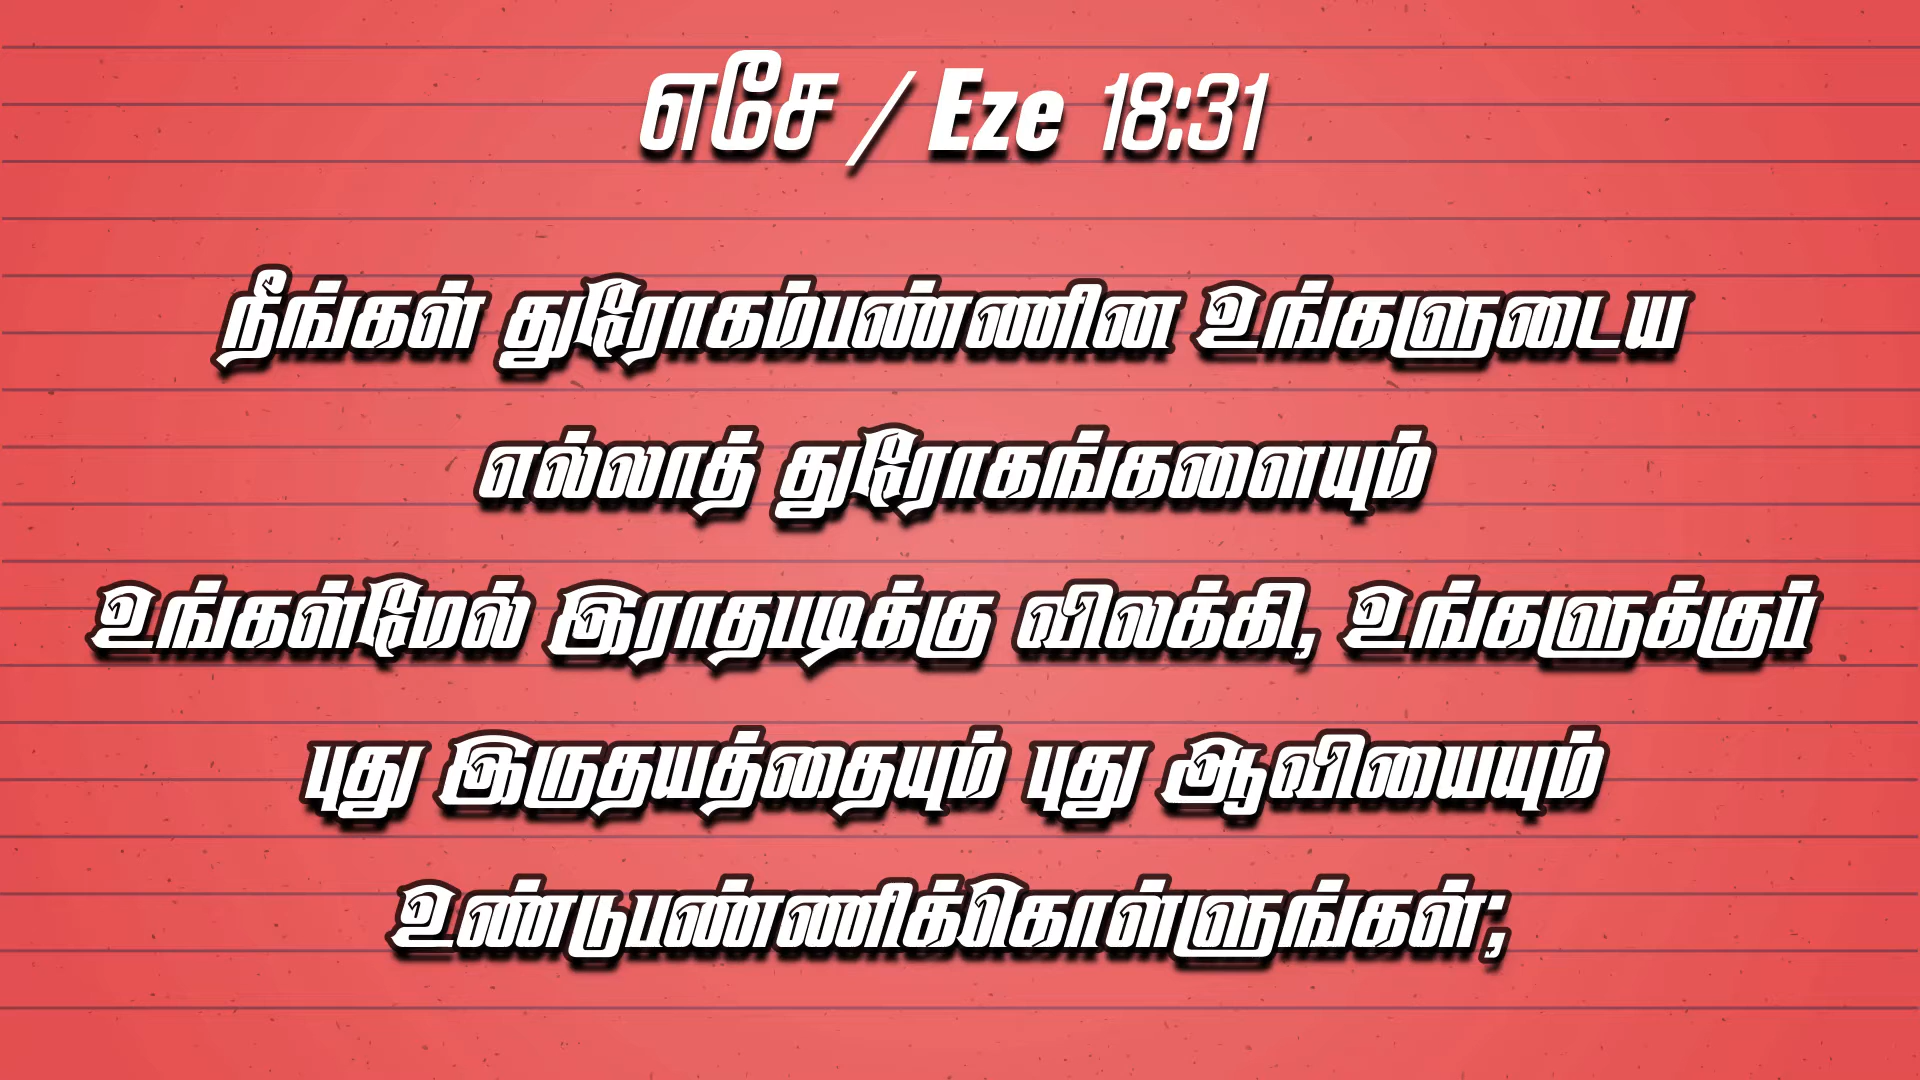 எசே / Eze 18:31
நீங்கள் துரோகம்பண்ணின உங்களுடைய
எல்லாத் துரோகங்களையும்
உங்கள்மேல் இராதபடிக்கு விலக்கி, உங்களுக்குப்
புது இருதயத்தையும் புது ஆவியையும்
உண்டுபண்ணிக்கொள்ளுங்கள்;